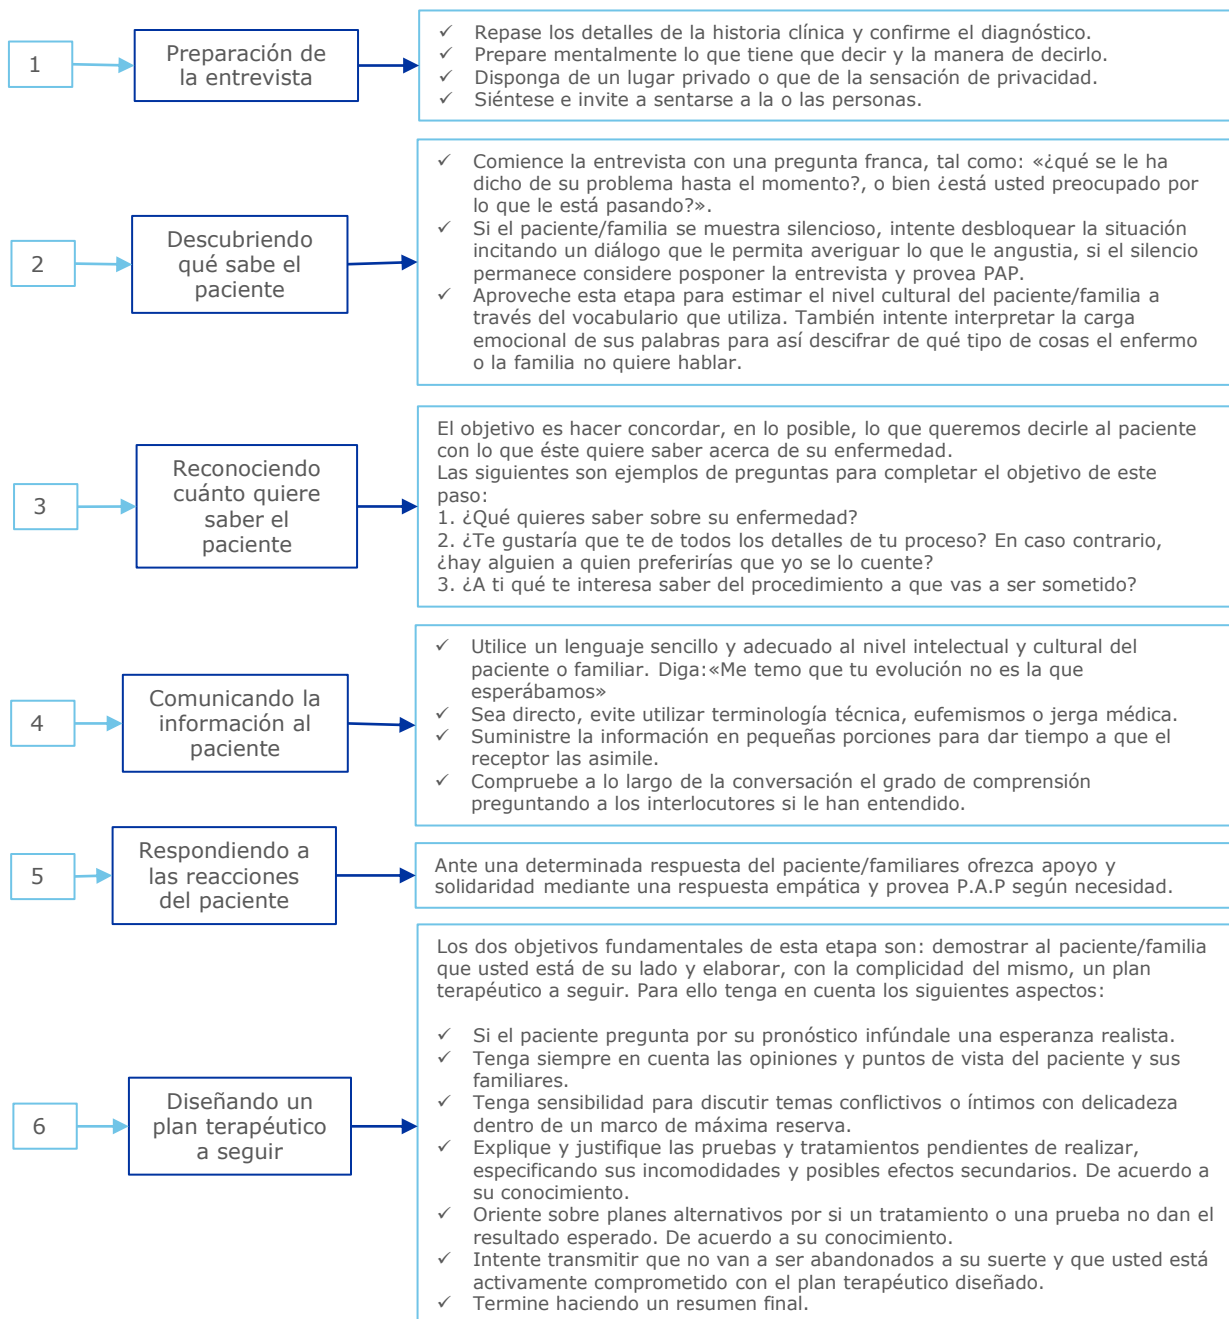 1
Preparación de
la entrevista
✓ Repase los detalles de la historia clínica y confirme el diagnóstico.
✓ Prepare mentalmente lo que tiene que decir y la manera de decirlo.
✓ Disponga de un lugar privado o que de la sensación de privacidad.
✓ Siéntese e invite a sentarse a la o las personas.
2
Descubriendo
qué sabe el
paciente
✓ Comience la entrevista con una pregunta franca, tal como: «¿qué se le ha
dicho de su problema hasta el momento?, o bien ¿está usted preocupado por
lo que le está pasando?».
✓ Si el paciente/familia se muestra silencioso, intente desbloquear la situación
incitando un diálogo que le permita averiguar lo que le angustia, si el silencio
permanece considere posponer la entrevista y provea PAP.
✓ Aproveche esta etapa para estimar el nivel cultural del paciente/familia a
través del vocabulario que utiliza. También intente interpretar la carga
emocional de sus palabras para así descifrar de qué tipo de cosas el enfermo
o la familia no quiere hablar.
3
Reconociendo
cuánto quiere
saber el
paciente
El objetivo es hacer concordar, en lo posible, lo que queremos decirle al paciente
con lo que éste quiere saber acerca de su enfermedad.
Las siguientes son ejemplos de preguntas para completar el objetivo de este
paso:
1. ¿Qué quieres saber sobre su enfermedad?
2. ¿Te gustaría que te de todos los detalles de tu proceso? En caso contrario,
¿hay alguien a quien preferirías que yo se lo cuente?
3. ¿A ti qué te interesa saber del procedimiento a que vas a ser sometido?
4
Comunicando la
información al
paciente
✓ Utilice un lenguaje sencillo y adecuado al nivel intelectual y cultural del
paciente o familiar. Diga:«Me temo que tu evolución no es la que
esperábamos»
✓ Sea directo, evite utilizar terminología técnica, eufemismos o jerga médica.
✓ Suministre la información en pequeñas porciones para dar tiempo a que el
receptor las asimile.
✓ Compruebe a lo largo de la conversación el grado de comprensión
preguntando a los interlocutores si le han entendido.
5
Respondiendo a
las reacciones
del paciente
Ante una determinada respuesta del paciente/familiares ofrezca apoyo y
solidaridad mediante una respuesta empática y provea P.A.P según necesidad.
6
Diseñando un
plan terapéutico
a seguir
Los dos objetivos fundamentales de esta etapa son: demostrar al paciente/familia
que usted está de su lado y elaborar, con la complicidad del mismo, un plan
terapéutico a seguir. Para ello tenga en cuenta los siguientes aspectos:
✓ Si el paciente pregunta por su pronóstico infúndale una esperanza realista.
✓ Tenga siempre en cuenta las opiniones y puntos de vista del paciente y sus
familiares.
✓ Tenga sensibilidad para discutir temas conflictivos o íntimos con delicadeza
dentro de un marco de máxima reserva.
✓ Explique y justifique las pruebas y tratamientos pendientes de realizar,
especificando sus incomodidades y posibles efectos secundarios. De acuerdo a
su conocimiento.
✓ Oriente sobre planes alternativos por si un tratamiento o una prueba no dan el
resultado esperado. De acuerdo a su conocimiento.
✓ Intente transmitir que no van a ser abandonados a su suerte y que usted está
activamente comprometido con el plan terapéutico diseñado.
✓ Termine haciendo un resumen final.